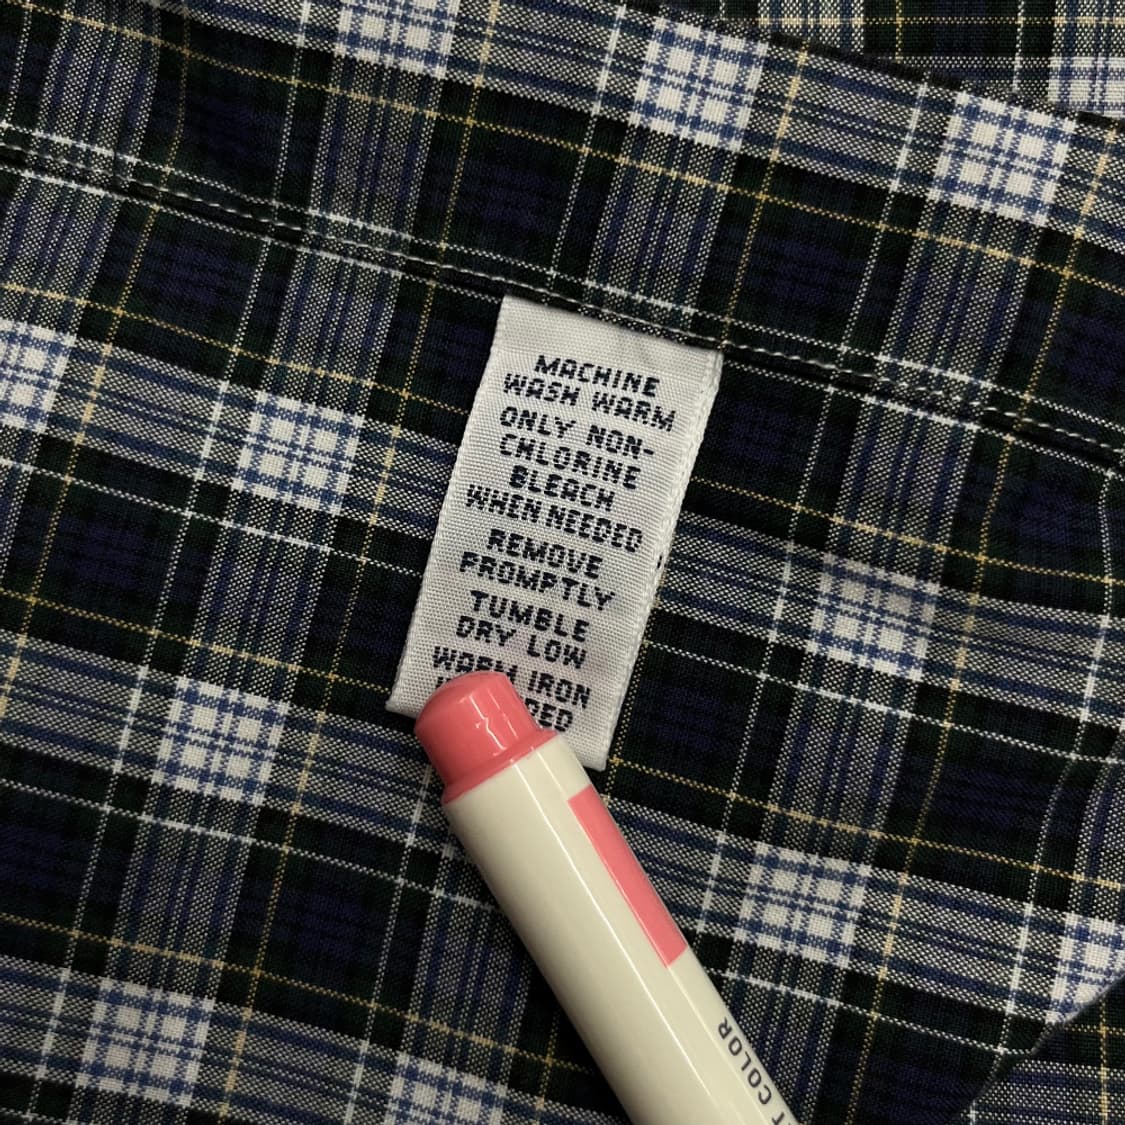 MACHINE
WASH WARM
ONLY NON-
CHLORINE
BLEACH
WHEN NEEDED
REMOVE
PROMPTLY
TUMBLE
DRY LOW
WARM IRON
T COLOR